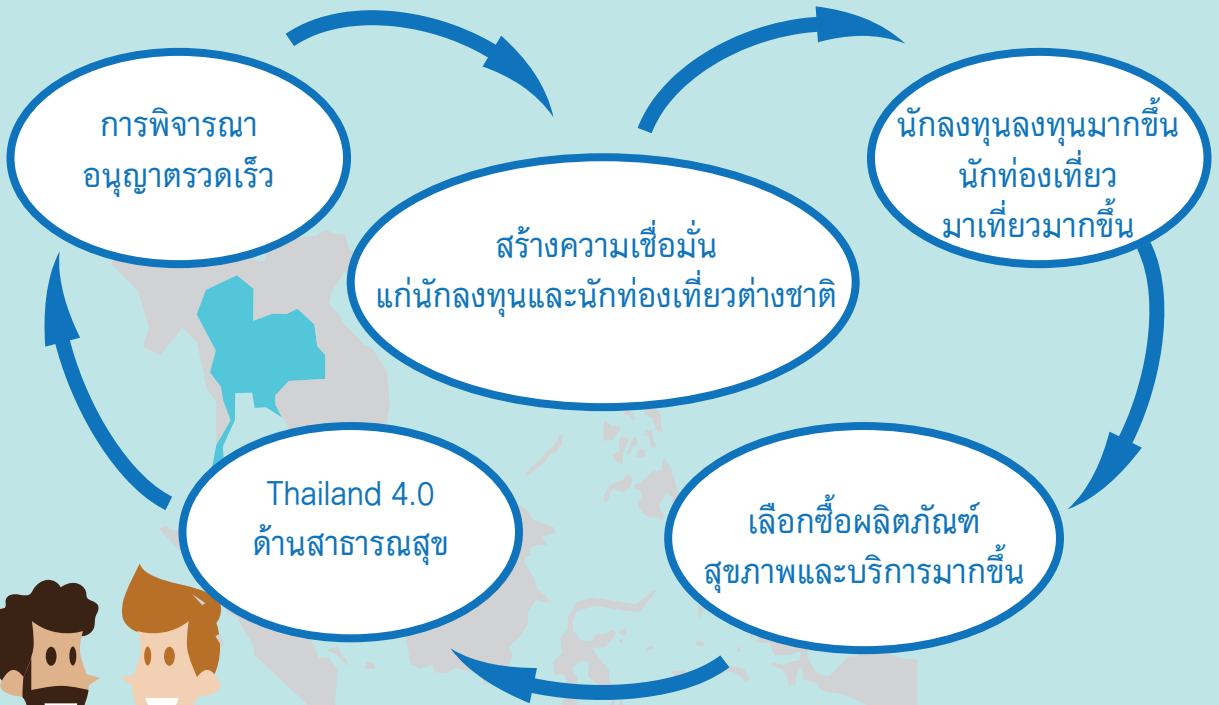 การพิจารณา
อนุญาตรวดเร็ว
สร้างความเชื่อมั่น
แก่นักลงทุนและนักท่องเที่ยวต่างชาติ
นักลงทุนลงทุนมากขึ้น
นักท่องเที่ยว
มาเที่ยวมากขึ้น
เลือกซื้อผลิตภัณฑ์
สุขภาพและบริการมากขึ้น
Thailand 4.0
ด้านสาธารณสุข